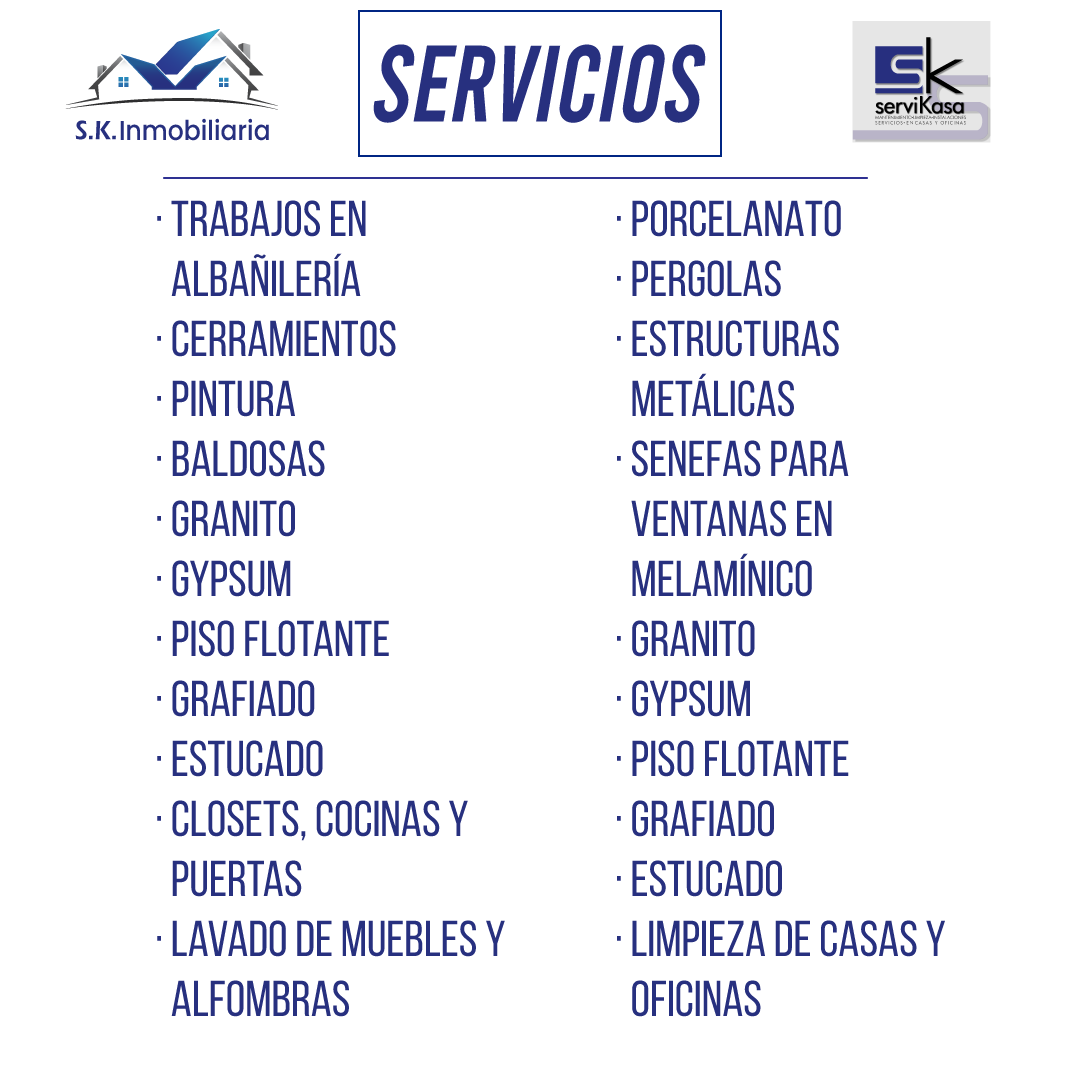 S.K.Inmobiliaria
SERVICIOS
sk
serviKasa
MANTENIMIENTO•LIMPIEZA•INSTALACIONES
SERVICIOS•EN CASAS Y OFICINAS
· TRABAJOS EN
ALBAÑILERÍA
· CERRAMIENTOS
· PINTURA
· BALDOSAS
· GRANITO
· GYPSUM
· PISO FLOTANTE
· GRAFIADO
· ESTUCADO
· CLOSETS, COCINAS Y
PUERTAS
· LAVADO DE MUEBLES Y
ALFOMBRAS
· PORCELANATO
· PERGOLAS
· ESTRUCTURAS
METÁLICAS
· SENEFAS PARA
VENTANAS EN
MELAMÍNICO
· GRANITO
· GYPSUM
· PISO FLOTANTE
· GRAFIADO
· ESTUCADO
· LIMPIEZA DE CASAS Y
OFICINAS